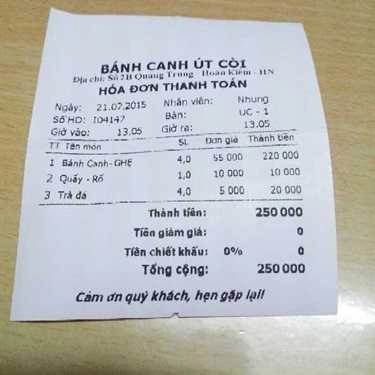 BÁNH CANH ÚT CÒI
Địa chỉ: Số 7B Quang Trung - Hoàn Kiếm - HN
HÓA ĐƠN THANH TOÁN
Ngày: 21.07.2015 Nhân viên: Nhung
Số HD: I04147 Bàn: UC - 1
Giờ vào: 13.05 Giờ ra: 13.05
TT Tên món SL Đơn giá Thành tiền
1 Bánh Canh-GHẸ 4,0 55 000 220 000
2 Quẩy - Rổ 1,0 10 000 10 000
3 Trà đá 4,0 5 000 20 000
Thành tiền: 250 000
Tiền giảm giá: 0
Tiền chiết khấu: 0% 0
Tổng cộng: 250 000
Cảm ơn quý khách, hẹn gặp lại!